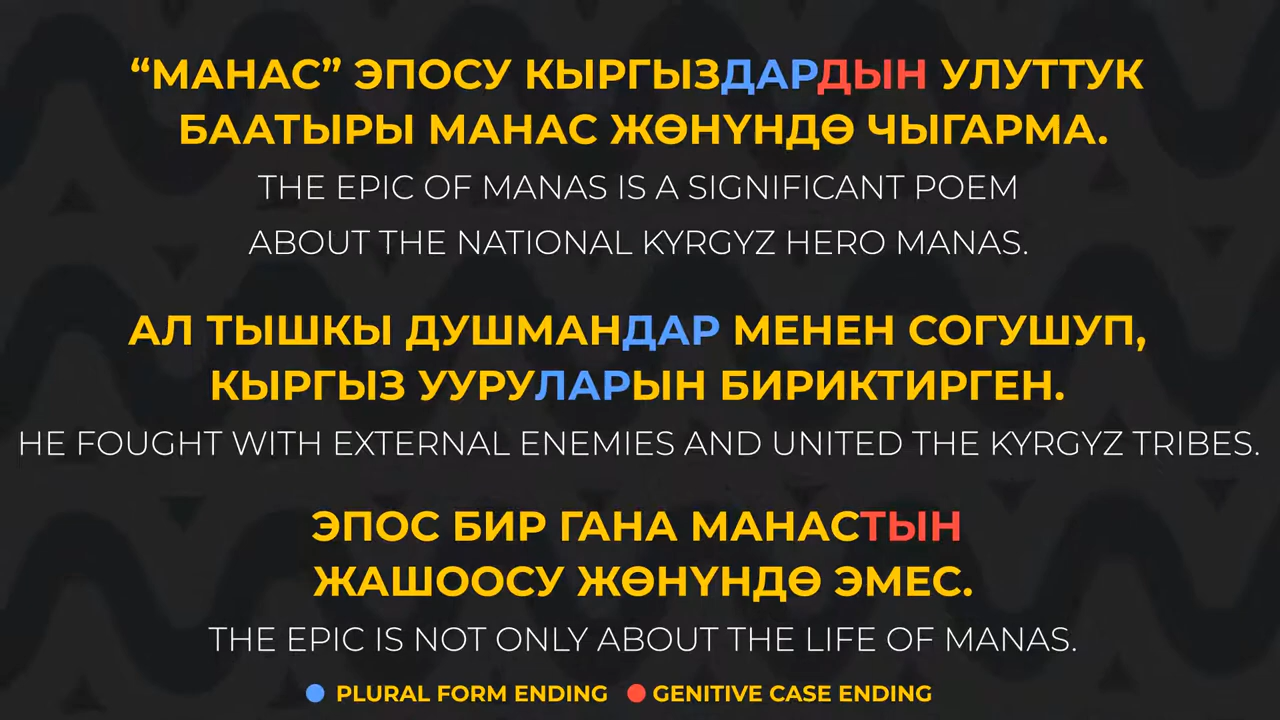 “МАНАС” ЭПОСУ КЫРГЫЗДАРДЫН УЛУТТУК
БААТЫРЫ МАНАС ЖӨНҮНДӨ ЧЫГАРМА.
THE EPIC OF MANAS IS A SIGNIFICANT POEM
ABOUT THE NATIONAL KYRGYZ HERO MANAS.
АЛ ТЫШКЫ ДУШМАНДАР МЕНЕН СОГУШУП,
КЫРГЫЗ УУРУЛАРЫН БИРИКТИРГЕН.
HE FOUGHT WITH EXTERNAL ENEMIES AND UNITED THE KYRGYZ TRIBES.
ЭПОС БИР ГАНА МАНАСТЫН
ЖАШООСУ ЖӨНҮНДӨ ЭМЕС.
THE EPIC IS NOT ONLY ABOUT THE LIFE OF MANAS.
PLURAL FORM ENDING GENITIVE CASE ENDING